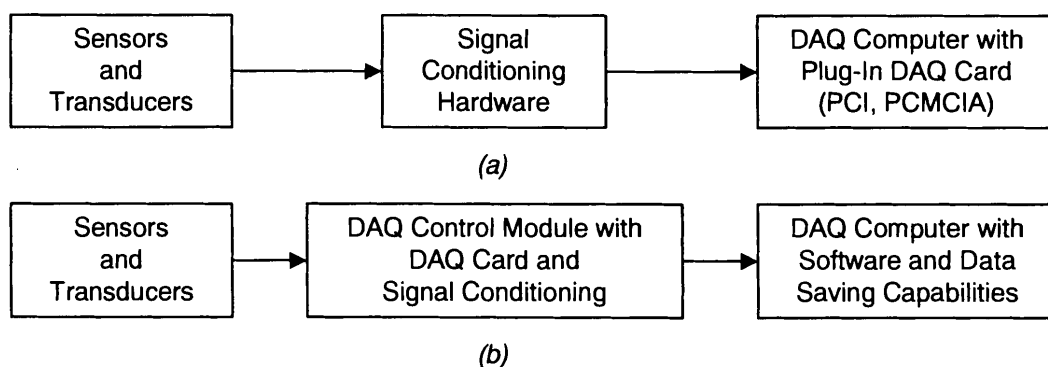 Sensors
and
Transducers
Signal
Conditioning
Hardware
DAQ Computer with
Plug-In DAQ Card
(PCI, PCMCIA)
(a)
Sensors
and
Transducers
DAQ Control Module with
DAQ Card and
Signal Conditioning
DAQ Computer with
Software and Data
Saving Capabilities
(b)